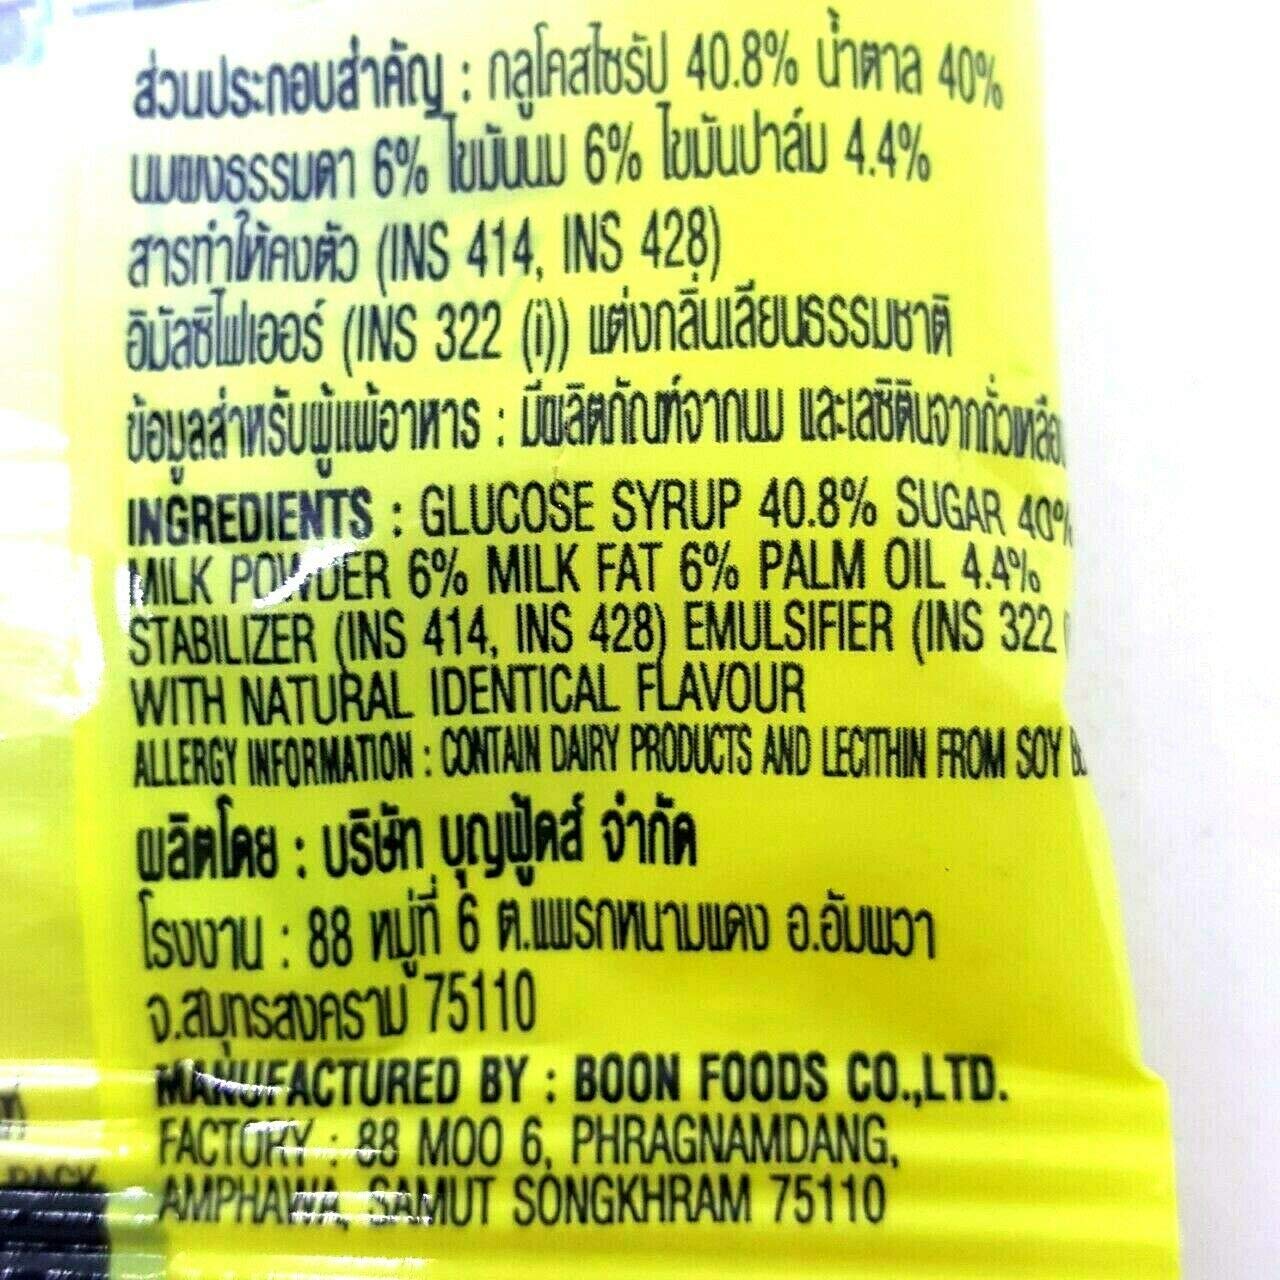 ส่วนประกอบสำคัญ : กลูโคสไซรัป 40.8% น้ำตาล 40%
นมผงธรรมดา 6% ไขมันนม 6% ไขมันปาล์ม 4.4%
สารทำให้คงตัว (INS 414, INS 428)
อิมัลซิไฟเออร์ (INS 322 (i)) แต่งกลิ่นเลียนธรรมชาติ
ข้อมูลสำหรับผู้แพ้อาหาร : มีผลิตภัณฑ์จากนม และเลซิตินจากถั่วเหลือ
INGREDIENTS : GLUCOSE SYRUP 40.8% SUGAR 40%
MILK POWDER 6% MILK FAT 6% PALM OIL 4.4%
STABILIZER (INS 414, INS 428) EMULSIFIER (INS 322 (
WITH NATURAL IDENTICAL FLAVOUR
ALLERGY INFORMATION : CONTAIN DAIRY PRODUCTS AND LECITHIN FROM SOY
ผลิตโดย : บริษัท บุญฟู้ดส์ จำกัด
โรงงาน : 88 หมู่ที่ 6 ต.แพรกหนามแดง อ.อัมพวา
จ.สมุทรสงคราม 75110
MANUFACTURED BY : BOON FOODS CO.,LTD.
FACTORY : 88 MOO 6, PHRAGNAMDANG,
AMPHAWA, SAMUT SONGKHRAM 75110
PACK